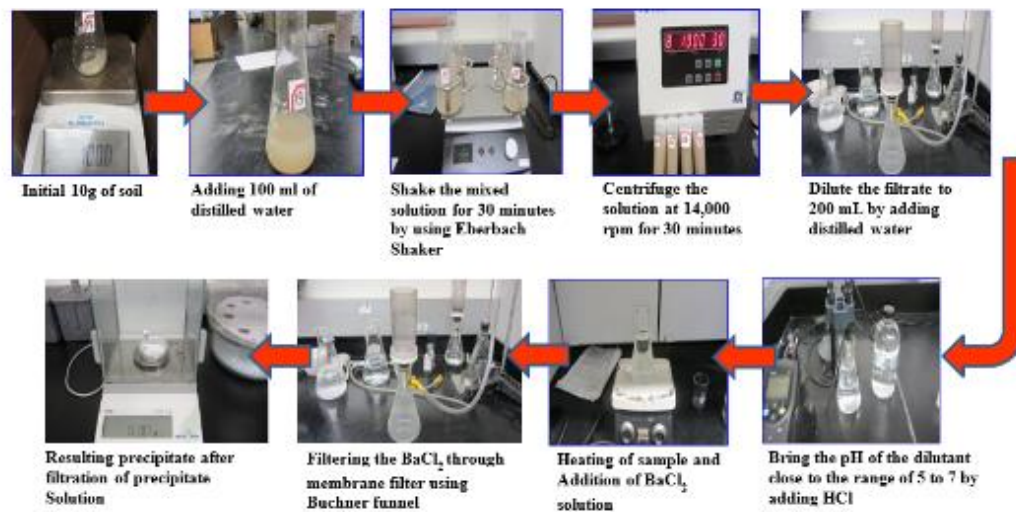 Initial 10g of soil
Adding 100 ml of
distilled water
Shake the mixed
solution for 30 minutes
by using Eberbach
Shaker
Centrifuge the
solution at 14,000
rpm for 30 minutes
Dilute the filtrate to
200 mL by adding
distilled water
Resulting precipitate after
filtration of precipitate
Solution
Filtering the BaCl₂ through
membrane filter using
Buchner funnel
Heating of sample and
Addition of BaCl₂
solution
Bring the pH of the dilutant
close to the range of 5 to 7 by
adding HCl